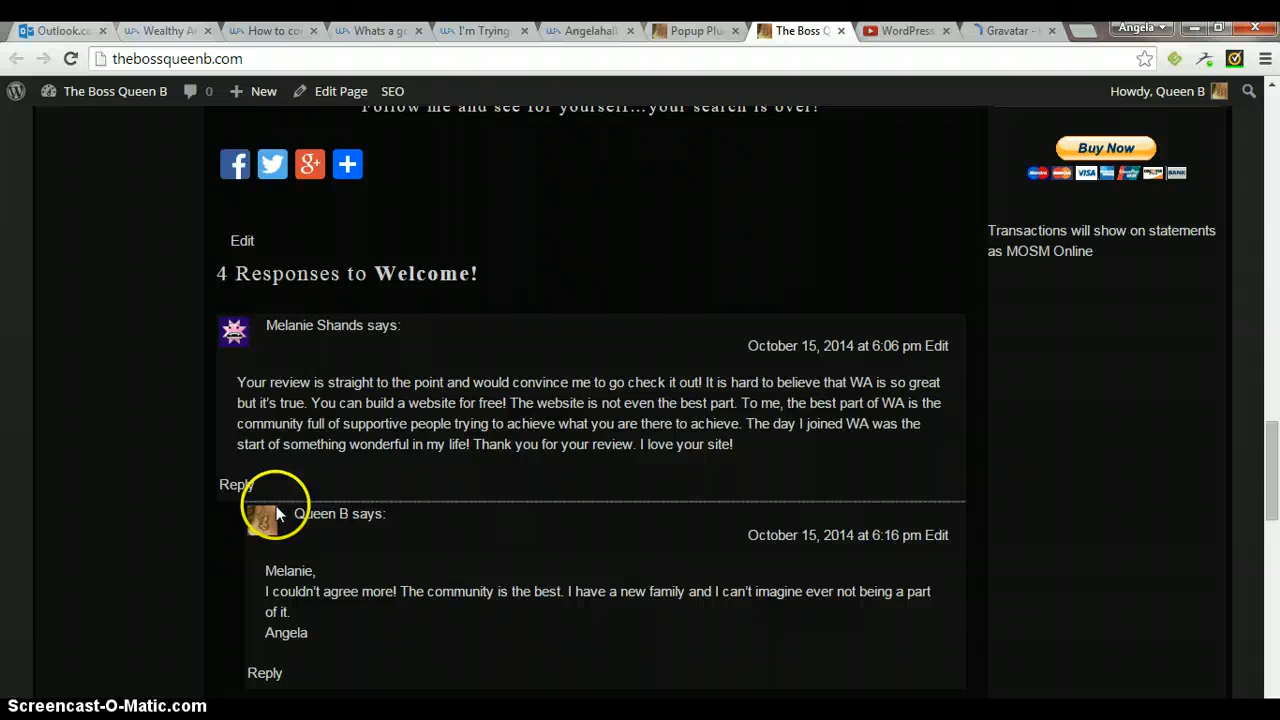 Outlook.c
Wealthy A
How to co
Whats a g
I'm Trying
Angelahall
Popup Plu
The Boss Q
WordPress
Gravatar -
Angela
thebossqueenb.com
The Boss Queen B
0
New
Edit Page
SEO
Howdy, Queen B
Follow me and see for yourself…your search is over!
f
g+
Buy Now
VISA
BANK
Transactions will show on statements
as MOSM Online
Edit
4 Responses to Welcome!
Melanie Shands says:
October 15, 2014 at 6:06 pm Edit
Your review is straight to the point and would convince me to go check it out! It is hard to believe that WA is so great
but it's true. You can build a website for free! The website is not even the best part. To me, the best part of WA is the
community full of supportive people trying to achieve what you are there to achieve. The day I joined WA was the
start of something wonderful in my life! Thank you for your review. I love your site!
Reply
Queen B says:
October 15, 2014 at 6:16 pm Edit
Melanie,
I couldn't agree more! The community is the best. I have a new family and I can't imagine ever not being a part
of it.
Angela
Reply
Screencast-O-Matic.com